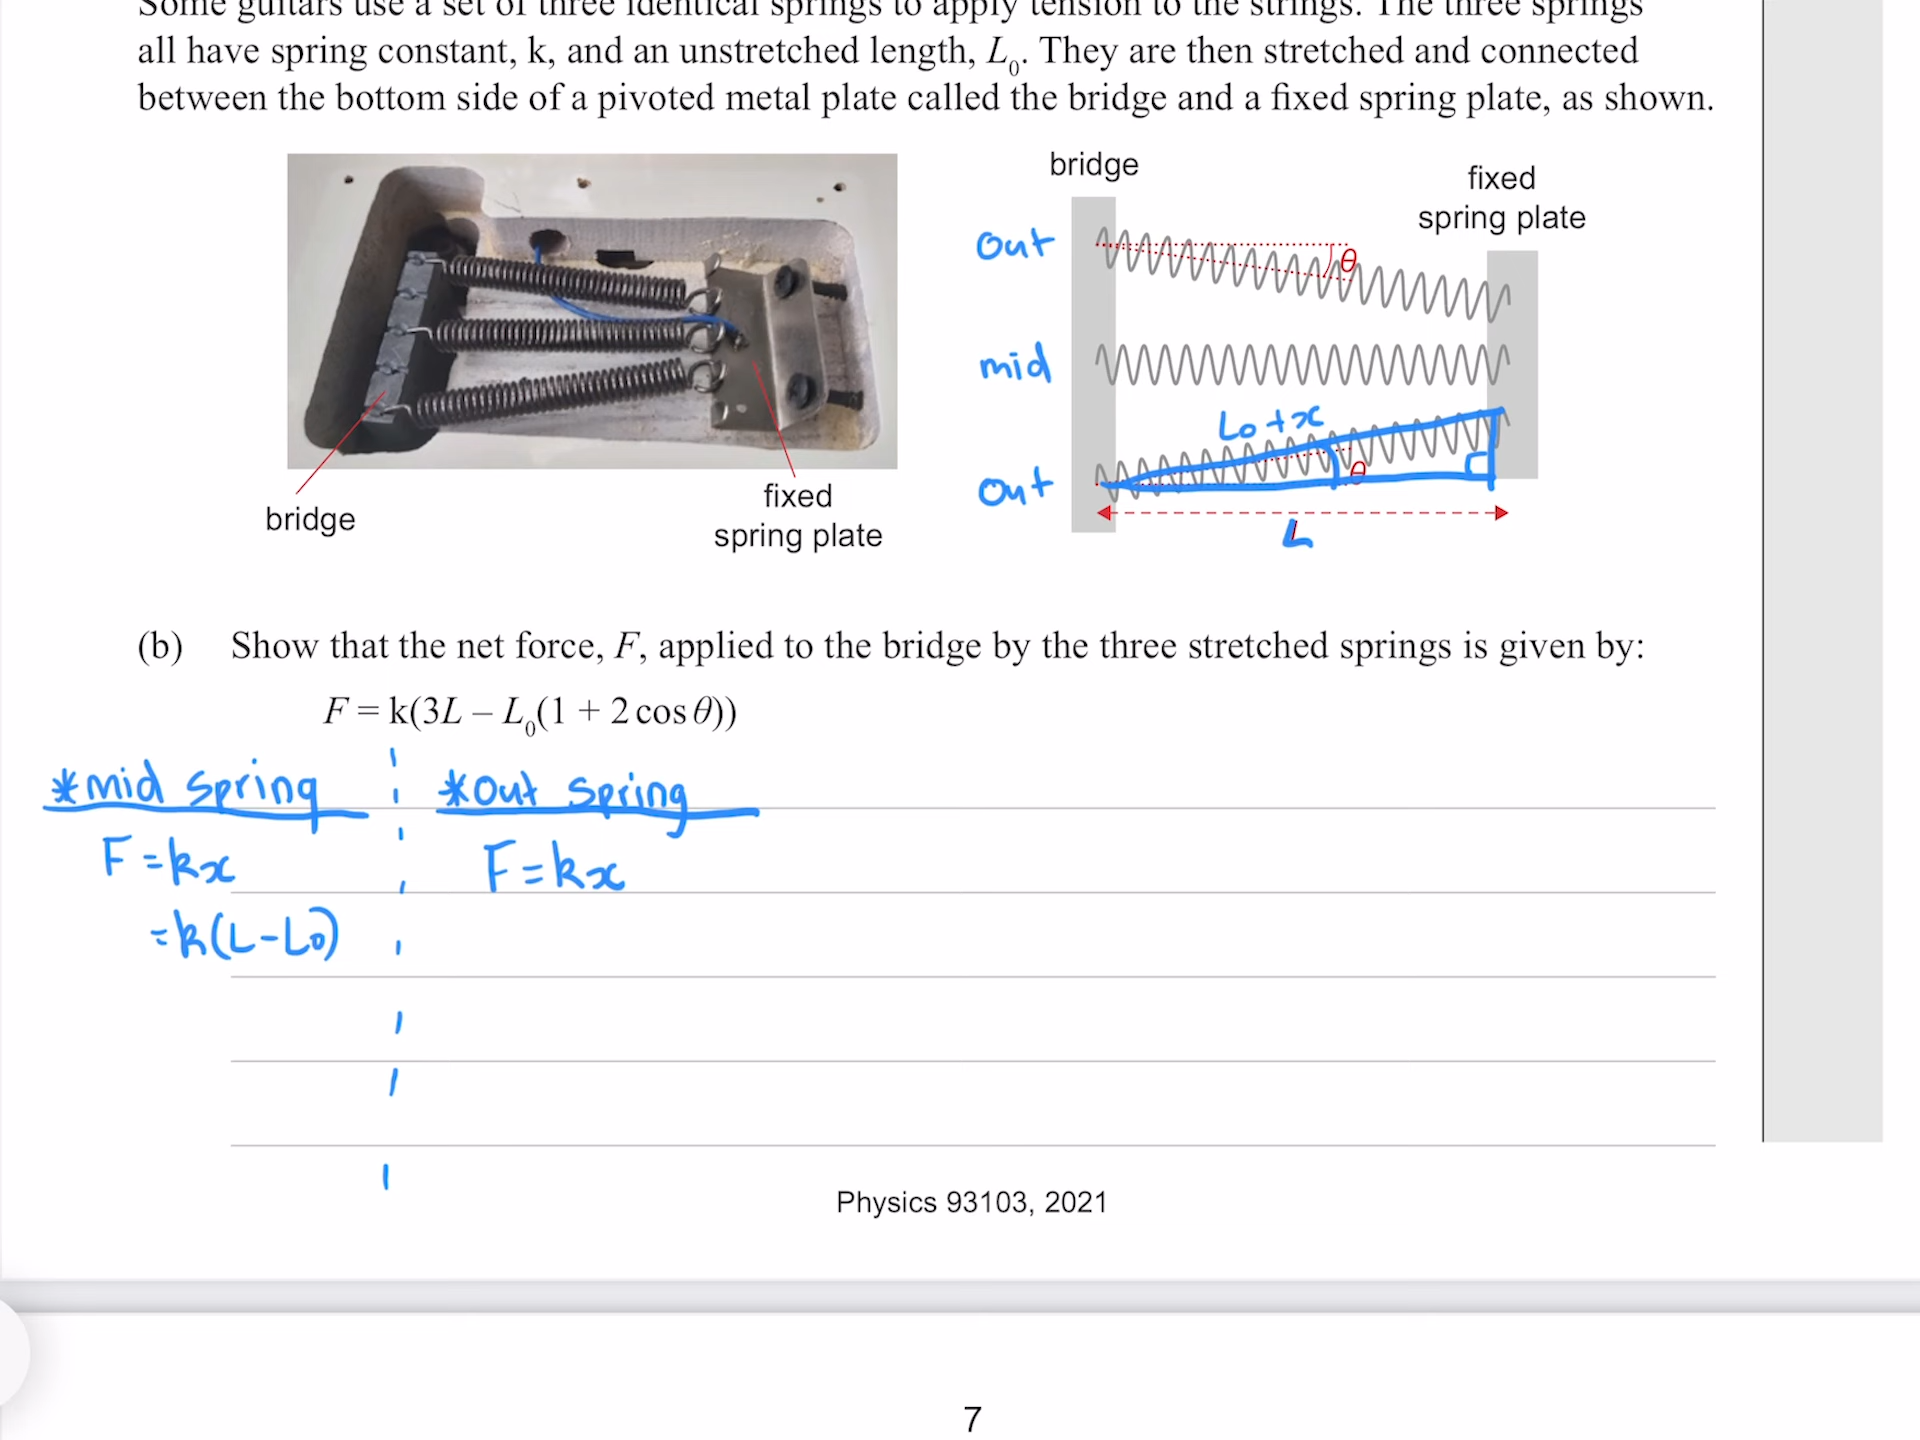 Some guitars use a set of three identical springs to apply tension to the strings. The three springs
all have spring constant, k, and an unstretched length, L₀. They are then stretched and connected
between the bottom side of a pivoted metal plate called the bridge and a fixed spring plate, as shown.
bridge
fixed
spring plate
out
θ
mid
L₀+x
θ
out
L
bridge
fixed
spring plate
(b) Show that the net force, F, applied to the bridge by the three stretched springs is given by:
F = k(3L – L₀(1 + 2 cos θ))
*mid spring
*out spring
F=kx
F=kx
=k(L-L₀)
Physics 93103, 2021
7